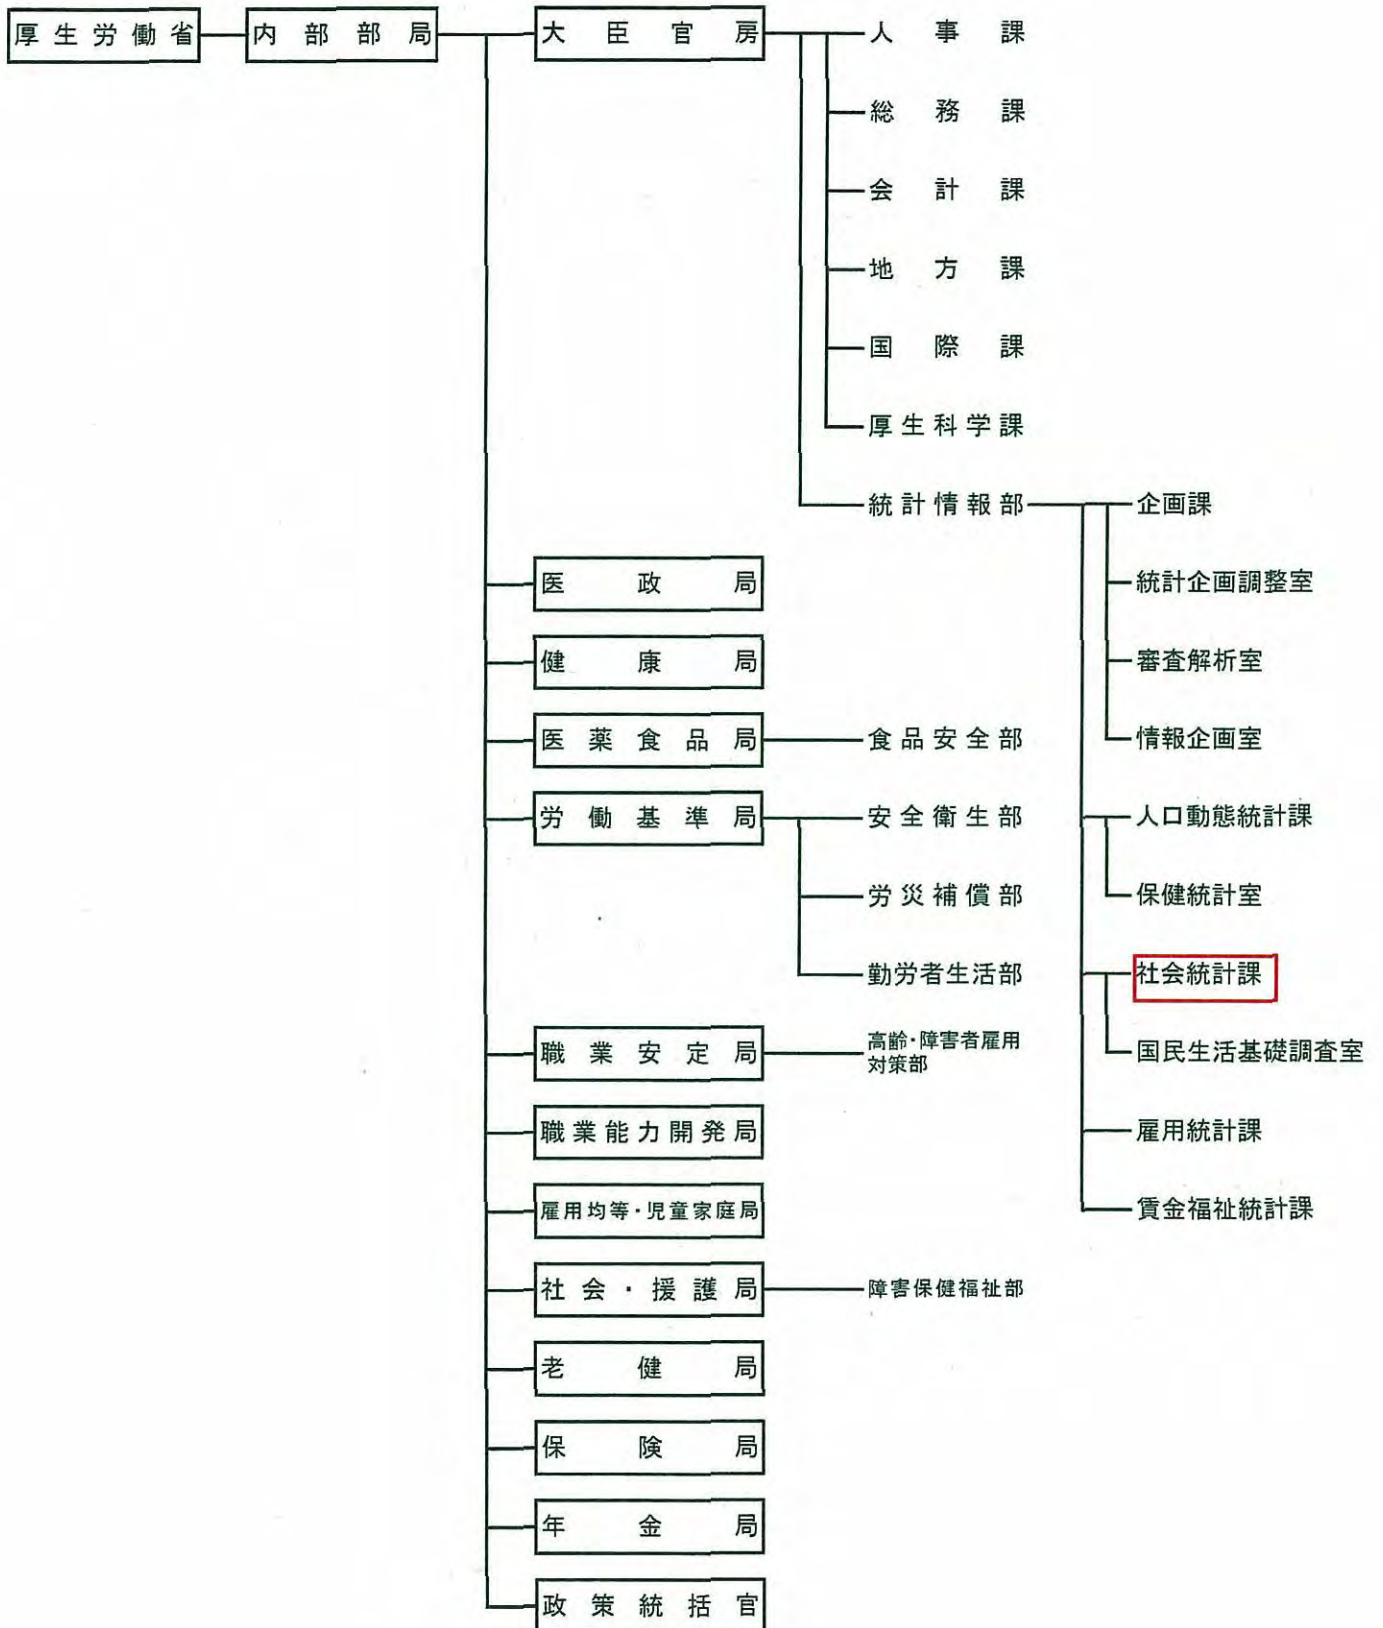 厚生労働省
内部部局
大臣官房
人事課
総務課
会計課
地方課
国際課
厚生科学課
統計情報部
企画課
統計企画調整室
審査解析室
情報企画室
人口動態統計課
保健統計室
社会統計課
国民生活基礎調査室
雇用統計課
賃金福祉統計課
医政局
健康局
医薬食品局
食品安全部
労働基準局
安全衛生部
労災補償部
勤労者生活部
職業安定局
高齢・障害者雇用
対策部
職業能力開発局
雇用均等・児童家庭局
社会・援護局
障害保健福祉部
老健局
保険局
年金局
政策統括官